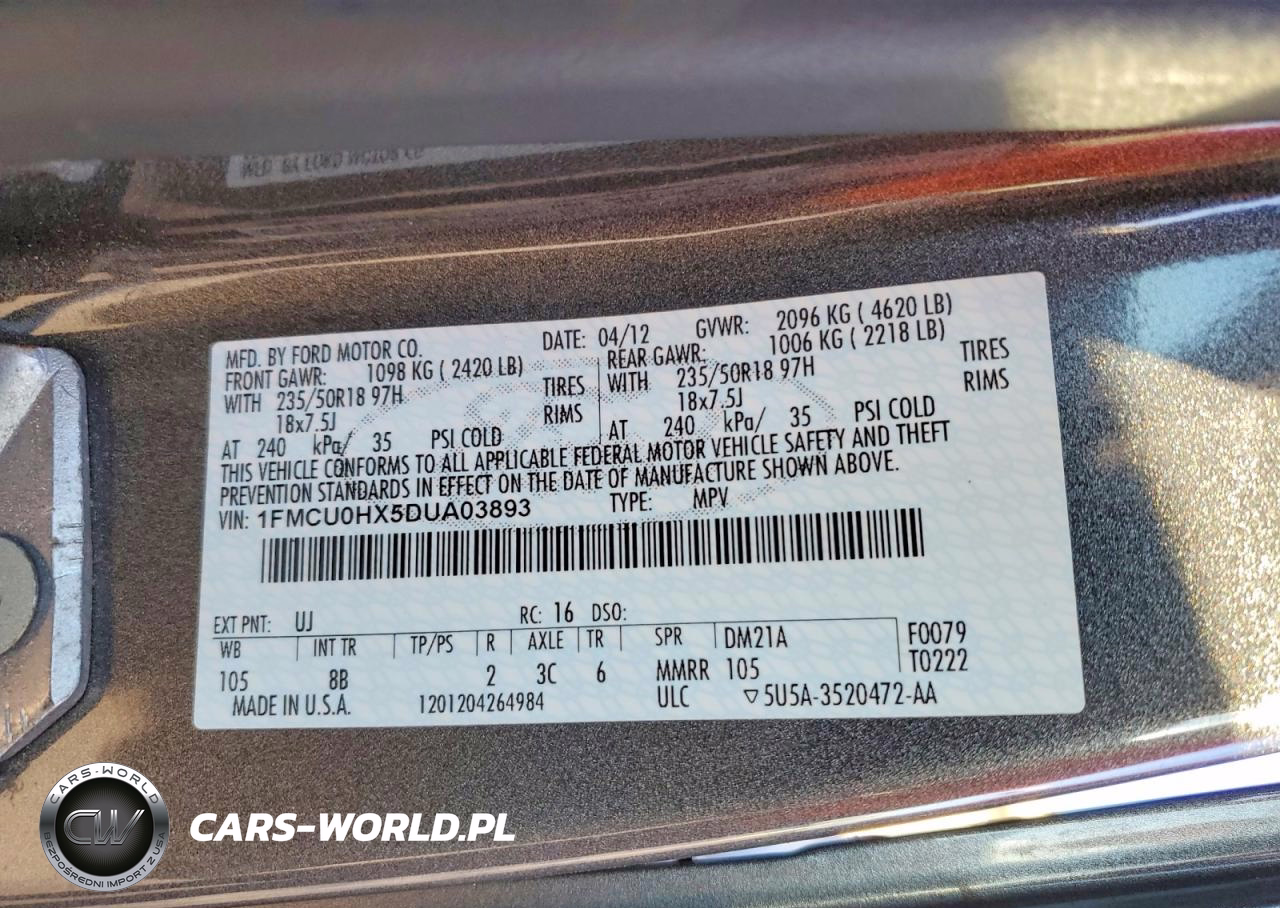 MFD. BY FORD MOTOR CO. DATE: 04/12 GVWR: 2096 KG ( 4620 LB)
FRONT GAWR: 1098 KG ( 2420 LB) REAR GAWR: 1006 KG ( 2218 LB)
WITH 235/50R18 97H TIRES WITH 235/50R18 97H TIRES
18x7.5J RIMS 18x7.5J RIMS
AT 240 kPa/ 35 PSI COLD AT 240 kPa/ 35 PSI COLD
THIS VEHICLE CONFORMS TO ALL APPLICABLE FEDERAL MOTOR VEHICLE SAFETY AND THEFT
PREVENTION STANDARDS IN EFFECT ON THE DATE OF MANUFACTURE SHOWN ABOVE.
VIN: 1FMCU0HX5DUA03893 TYPE: MPV
EXT PNT: UJ RC: 16 DSO:
WB INT TR TP/PS R AXLE TR SPR DM21A F0079
105 8B 2 3C 6 MMRR 105 T0222
MADE IN U.S.A. 1201204264984 ULC ▽5U5A-3520472-AA
CARS-WORLD
CW
BEZPOŚREDNI IMPORT Z USA
CARS-WORLD.PL